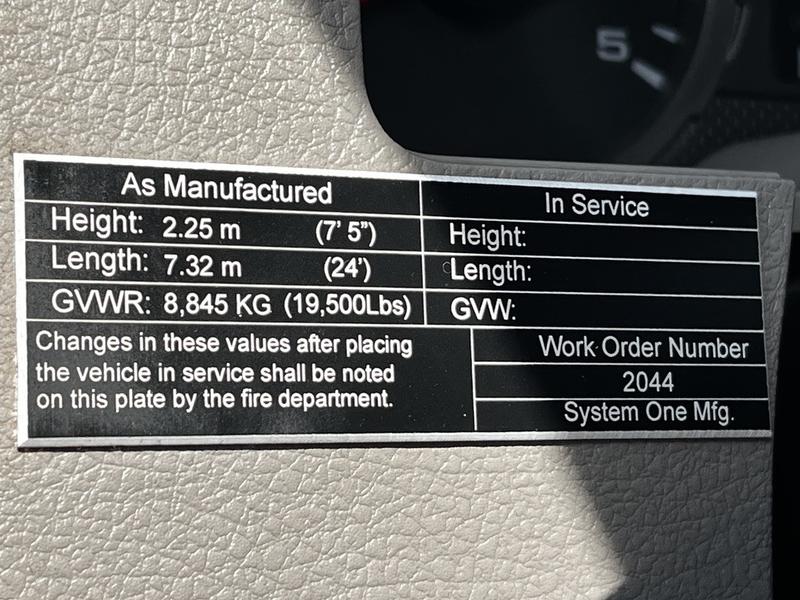 5
As Manufactured
Height: 2.25 m (7' 5")
Length: 7.32 m (24')
GVWR: 8,845 KG (19,500Lbs)
Changes in these values after placing
the vehicle in service shall be noted
on this plate by the fire department.
In Service
Height:
Length:
GVW:
Work Order Number
2044
System One Mfg.